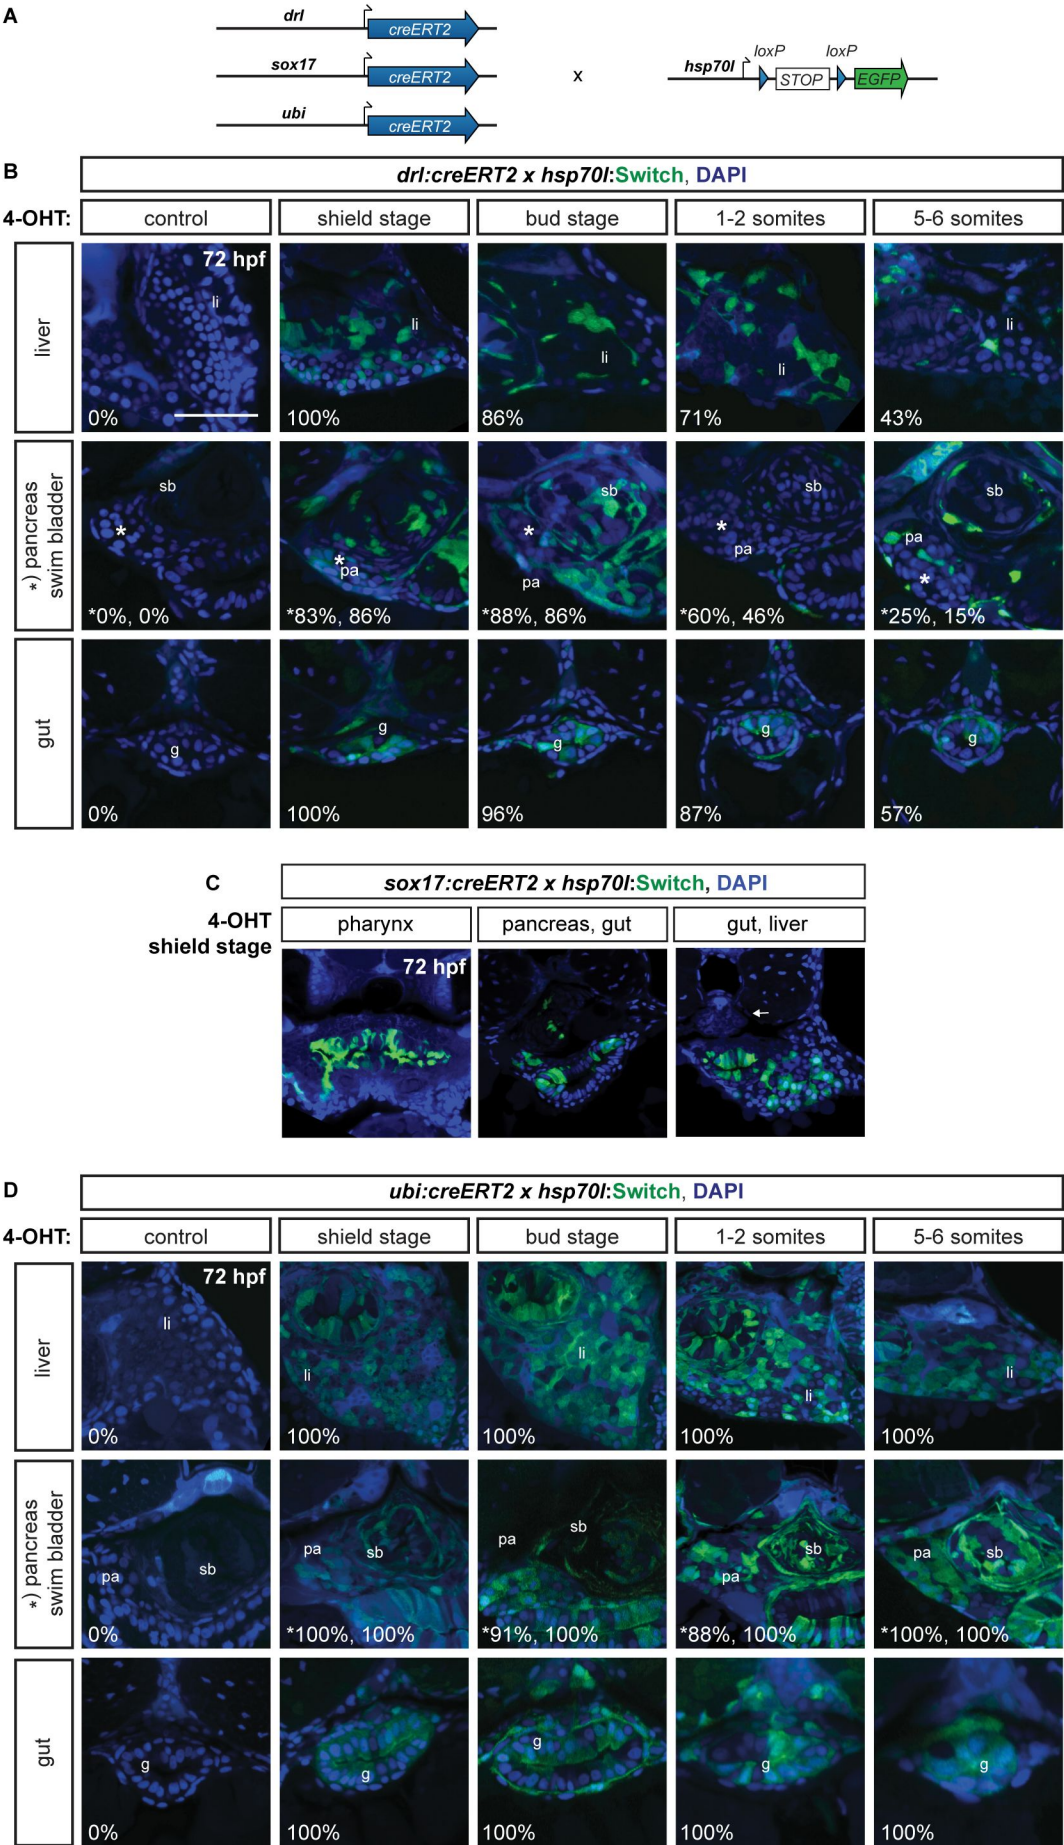 A
drl
creERT2
sox17
creERT2
ubi
creERT2
x
hsp70l
loxP
loxP
STOP
EGFP
B
drl:creERT2 x hsp70l:Switch, DAPI
4-OHT:
control
shield stage
bud stage
1-2 somites
5-6 somites
liver
72 hpf
li
0%
li
100%
li
86%
li
71%
li
43%
*) pancreas
swim bladder
sb
*
*0%, 0%
*
pa
*83%, 86%
sb
*
pa
*88%, 86%
sb
*
pa
*60%, 46%
sb
pa
*
*25%, 15%
gut
g
0%
g
100%
g
96%
g
87%
g
57%
C
sox17:creERT2 x hsp70l:Switch, DAPI
4-OHT
shield stage
pharynx
pancreas, gut
gut, liver
72 hpf
D
ubi:creERT2 x hsp70l:Switch, DAPI
4-OHT:
control
shield stage
bud stage
1-2 somites
5-6 somites
liver
72 hpf
li
0%
li
100%
li
100%
li
100%
li
100%
*) pancreas
swim bladder
pa
sb
0%
pa
sb
*100%, 100%
pa
sb
*91%, 100%
pa
sb
*88%, 100%
pa
sb
*100%, 100%
gut
g
0%
g
100%
g
100%
g
100%
g
100%